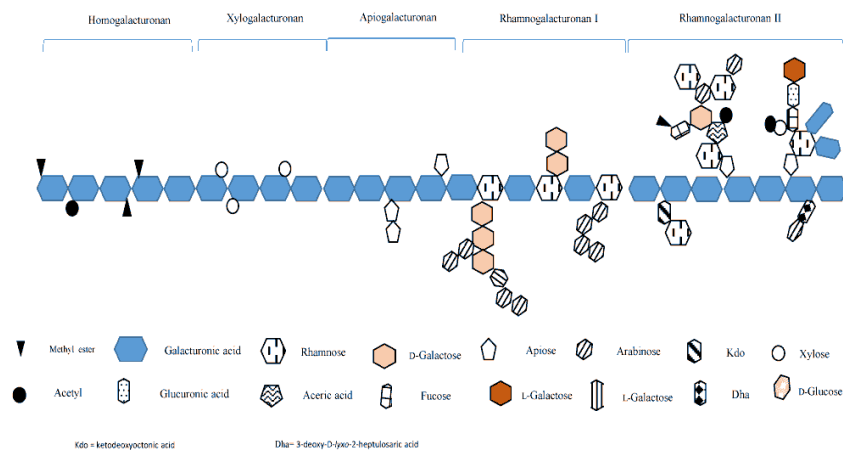 Homogalacturonan Xylogalacturonan Apiogalacturonan Rhamnogalacturonan I Rhamnogalacturonan II
Methyl ester Galacturonic acid Rhamnose D-Galactose Apiose Arabinose Kdo Xylose
Acetyl Glucuronic acid Aceric acid Fucose L-Galactose L-Galactose Dha D-Glucose
Kdo = ketodeoxyoctonic acid Dha= 3-deoxy-D-lyxo-2-heptulosaric acid